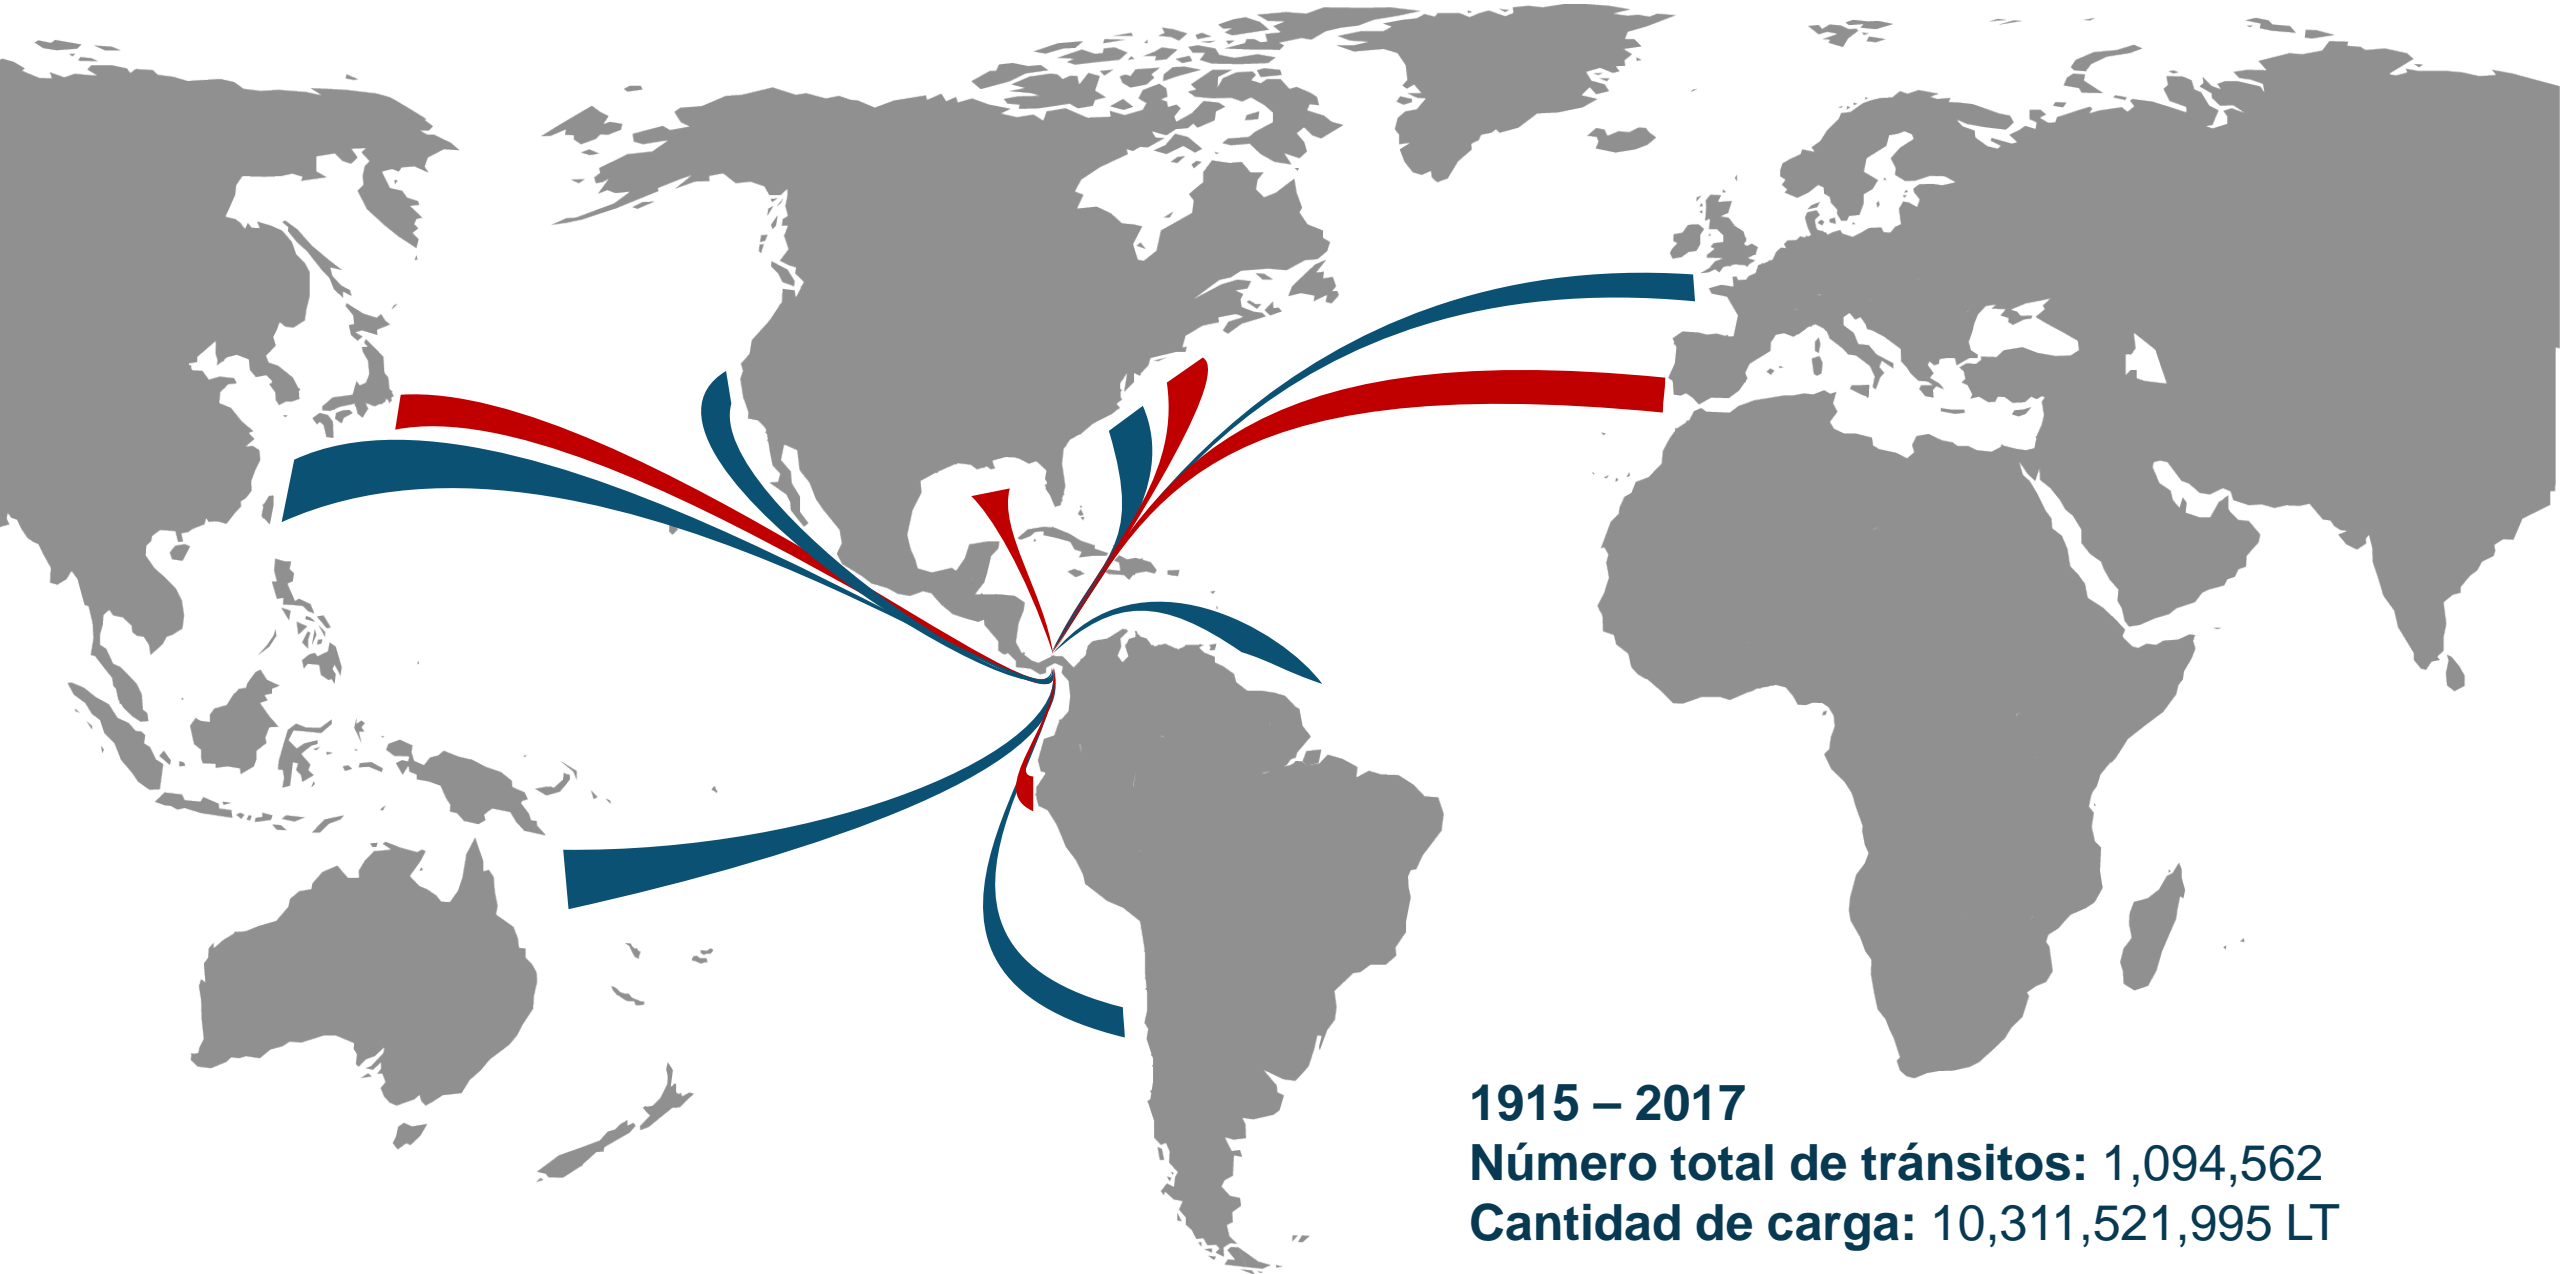 1915 – 2017
Número total de tránsitos: 1,094,562
Cantidad de carga: 10,311,521,995 LT